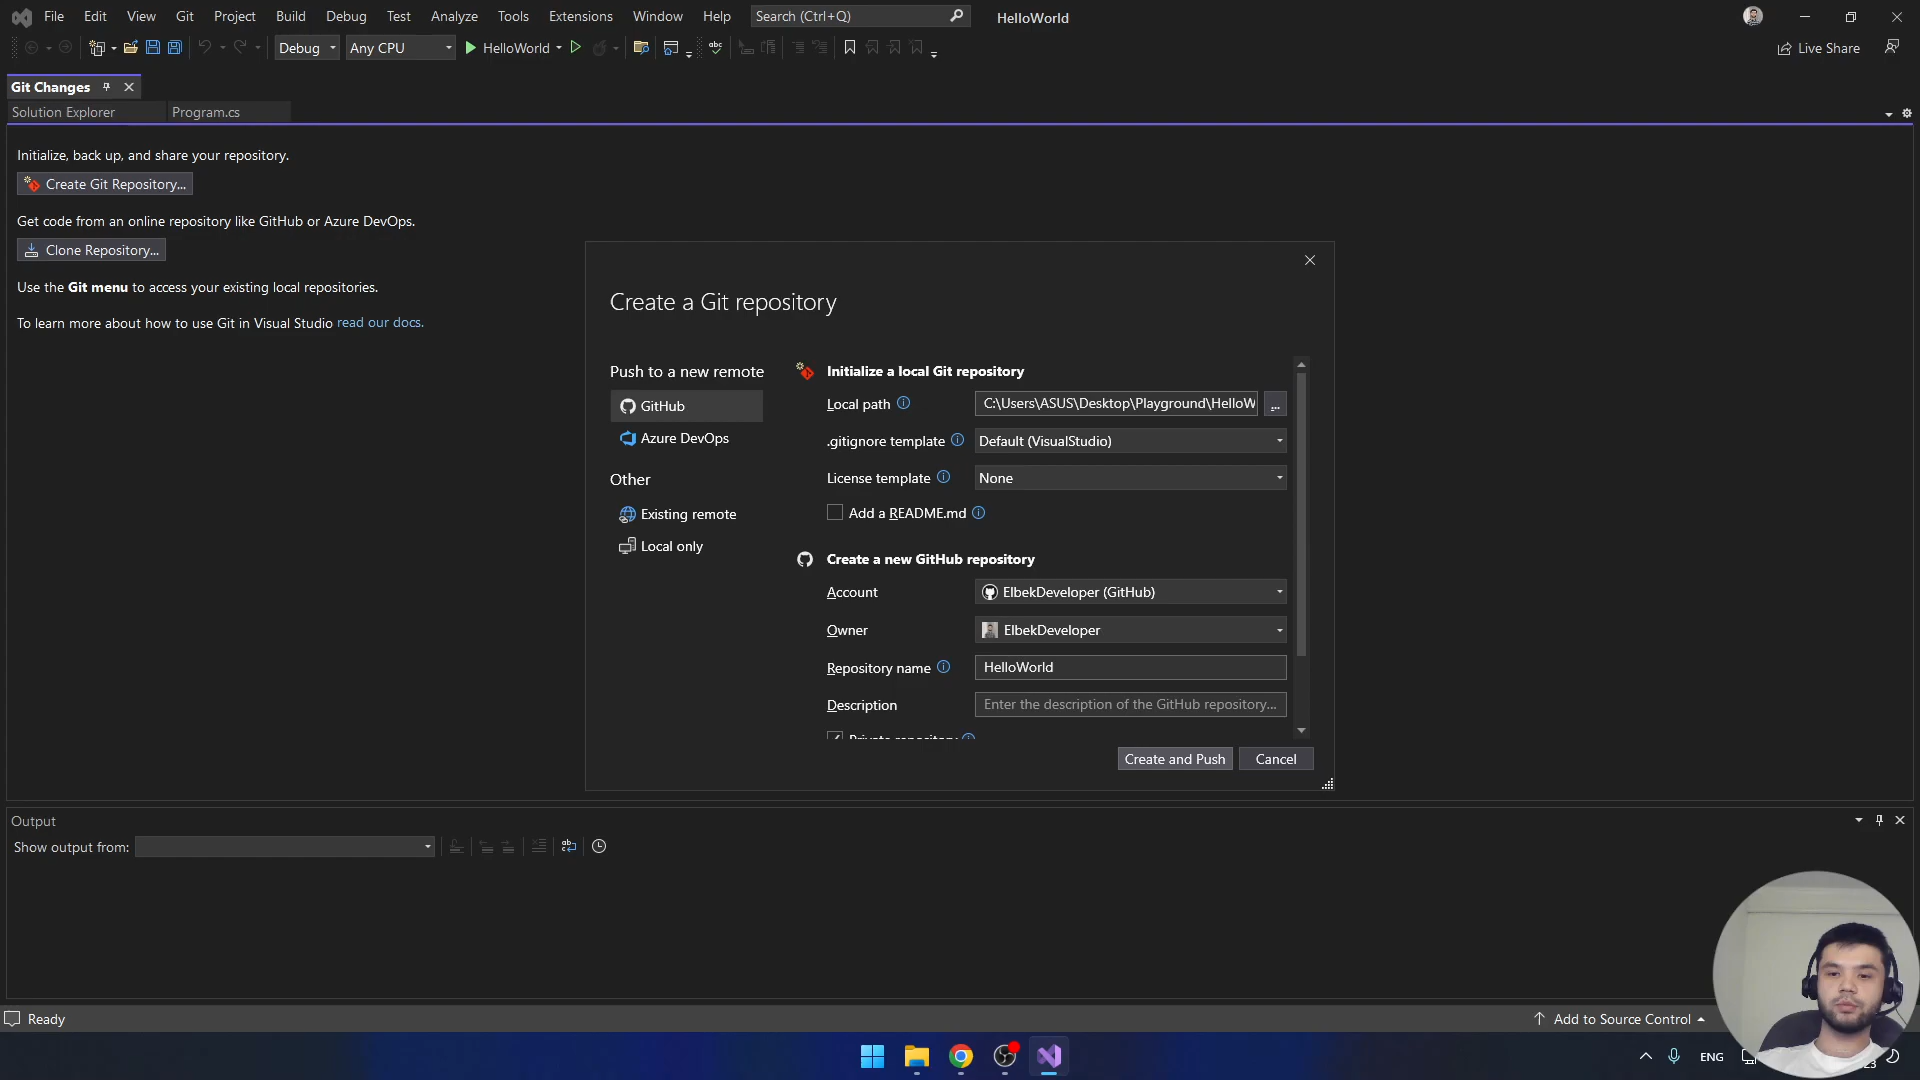 File Edit View Git Project Build Debug Test Analyze Tools Extensions Window Help Search (Ctrl+Q) HelloWorld
Debug Any CPU HelloWorld Live Share
Git Changes
Solution Explorer Program.cs
Initialize, back up, and share your repository.
Create Git Repository...
Get code from an online repository like GitHub or Azure DevOps.
Clone Repository...
Use the Git menu to access your existing local repositories.
To learn more about how to use Git in Visual Studio read our docs.
Create a Git repository
Push to a new remote
GitHub
Azure DevOps
Other
Existing remote
Local only
Initialize a local Git repository
Local path C:\Users\ASUS\Desktop\Playground\HelloW ...
.gitignore template Default (VisualStudio)
License template None
Add a README.md
Create a new GitHub repository
Account ElbekDeveloper (GitHub)
Owner ElbekDeveloper
Repository name HelloWorld
Description Enter the description of the GitHub repository...
Private repository
Create and Push Cancel
Output
Show output from:
Ready Add to Source Control
ENG